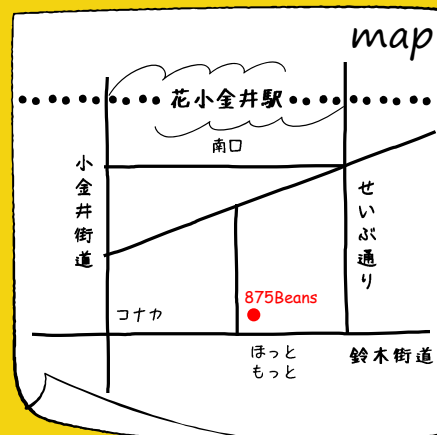 map
花小金井駅
南口
小金井街道
せいぶ通り
875Beans
コナカ
ほっと
もっと
鈴木街道